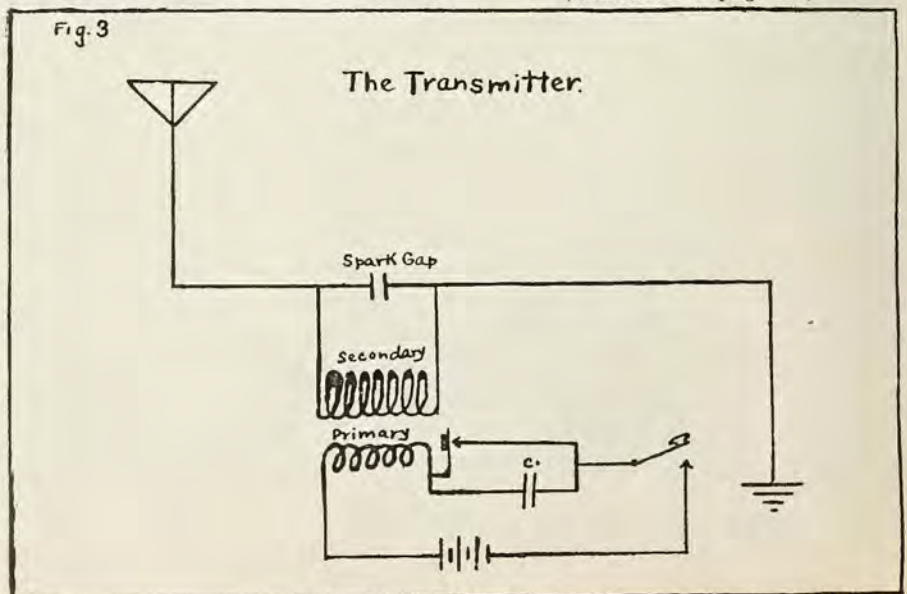 Fig. 3
The Transmitter.
Spark Gap
Secondary
Primary
c.